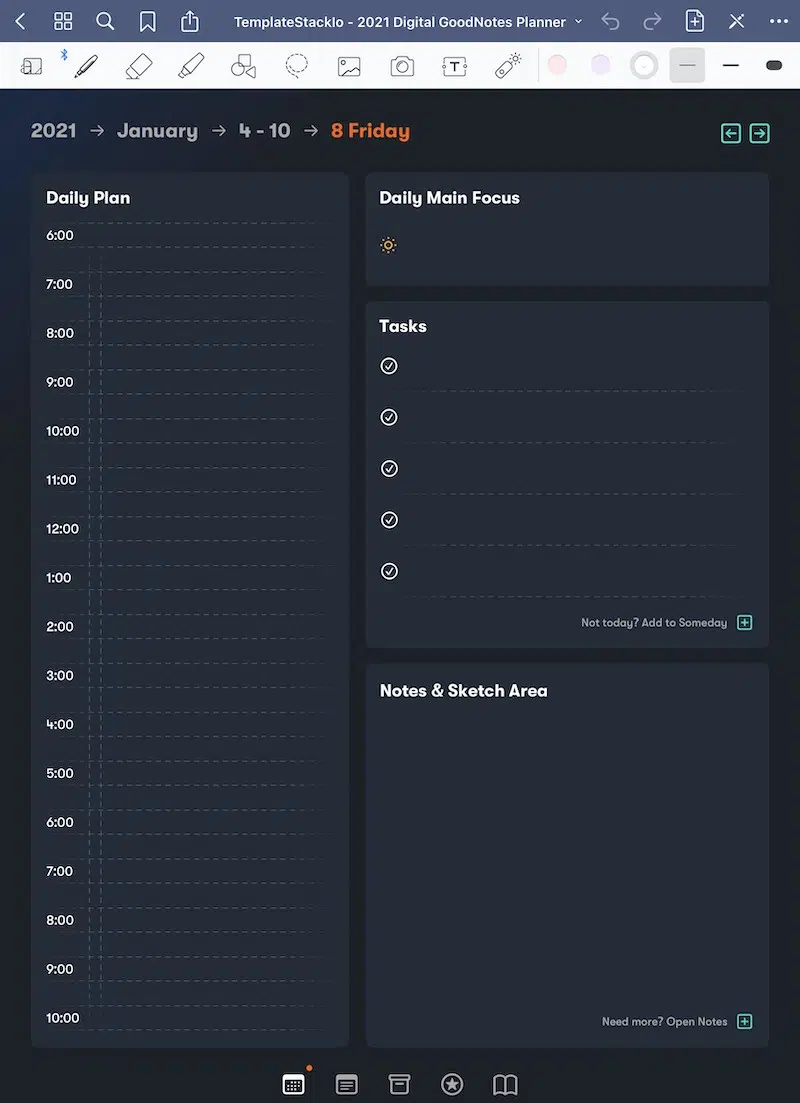 TemplateStackIo - 2021 Digital GoodNotes Planner
T
2021 → January → 4 - 10 → 8 Friday
Daily Plan
6:00
7:00
8:00
9:00
10:00
11:00
12:00
1:00
2:00
3:00
4:00
5:00
6:00
7:00
8:00
9:00
10:00
Daily Main Focus
Tasks
Not today? Add to Someday
Notes & Sketch Area
Need more? Open Notes